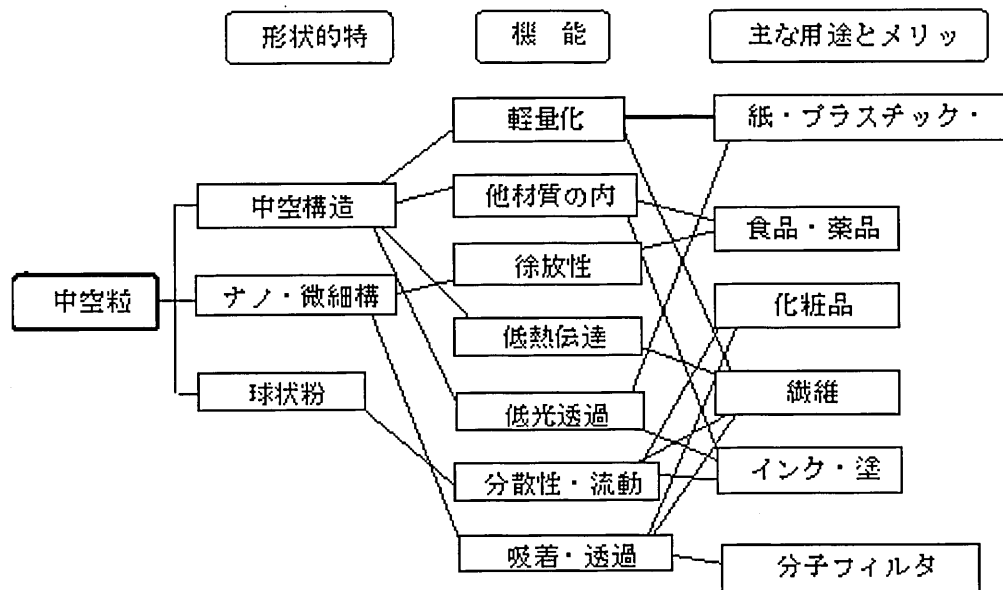 形状的特
機 能
主な用途とメリッ
軽量化
紙・プラスチック・
他材質の内
中空構造
食品・薬品
徐放性
ナノ・微細構
中空粒
化粧品
低熱伝達
球状粉
繊維
低光透過
インク・塗
分散性・流動
吸着・透過
分子フィルタ